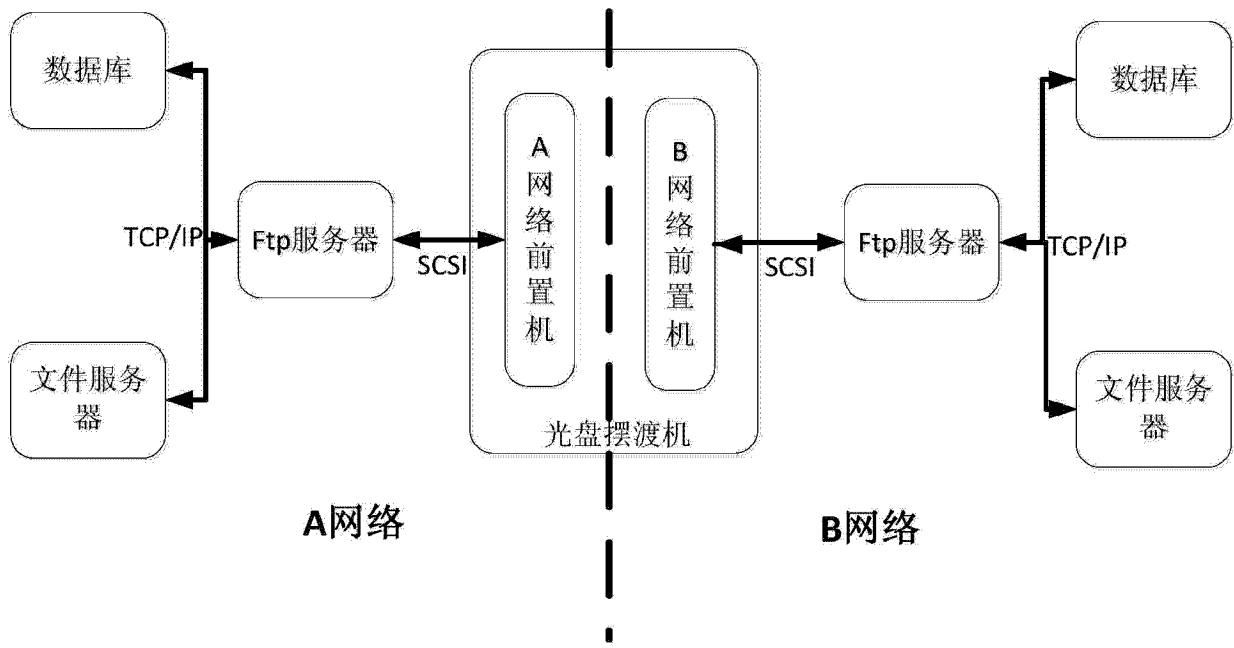 数据库
TCP/IP
文件服务
器
Ftp服务器
SCSI
A
网
络
前
置
机
B
网
络
前
置
机
光盘摆渡机
SCSI
Ftp服务器
数据库
TCP/IP
文件服务
器
A网络
B网络